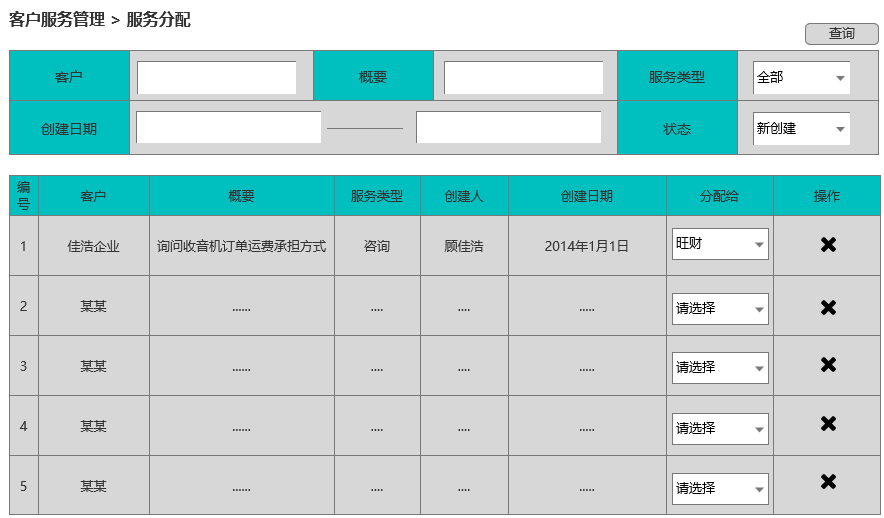 客户服务管理 > 服务分配
查询
客户 概要 服务类型 全部
创建日期 状态 新创建
编号 客户 概要 服务类型 创建人 创建日期 分配给 操作
1 佳浩企业 询问收音机订单运费承担方式 咨询 顾佳浩 2014年1月1日 旺财
2 某某 ...... .... .... ..... 请选择
3 某某 ...... .... .... ..... 请选择
4 某某 ...... .... .... ..... 请选择
5 某某 ...... .... .... ..... 请选择